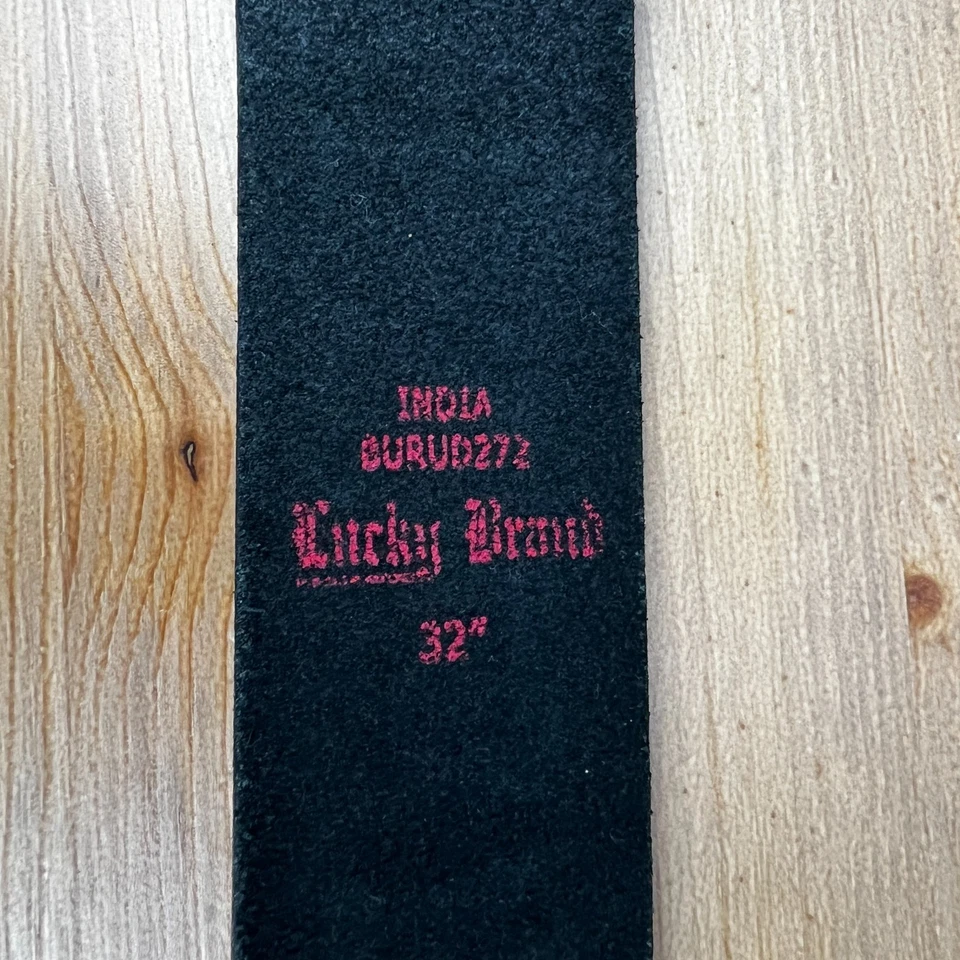 INDIA
BURUD272
Lucky Brand
32"